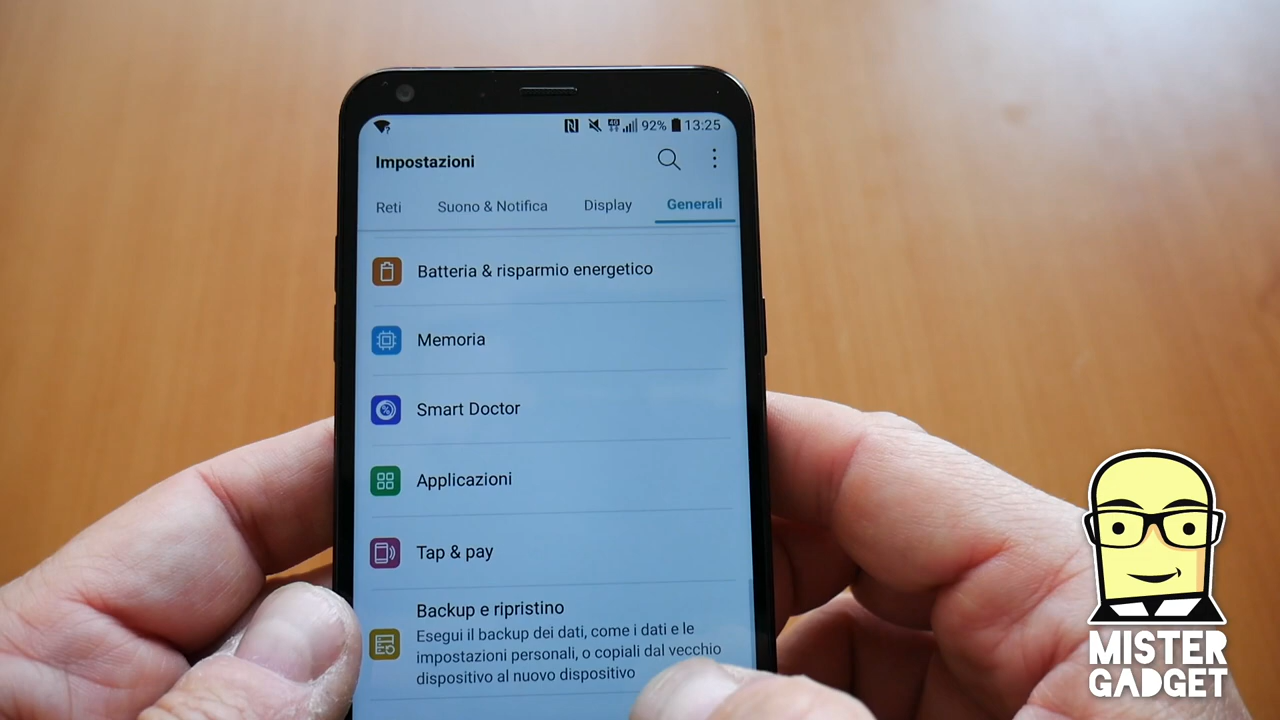 4G 92% 13:25
Impostazioni
Reti Suono & Notifica Display Generali
Batteria & risparmio energetico
Memoria
Smart Doctor
Applicazioni
Tap & pay
Backup e ripristino
Esegui il backup dei dati, come i dati e le
impostazioni personali, o copiali dal vecchio
dispositivo al nuovo dispositivo
MISTER
GADGET